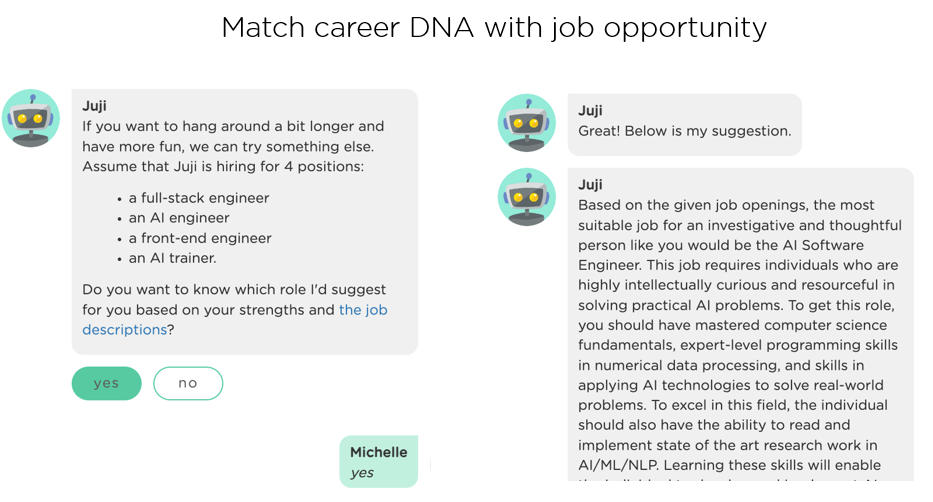 Match career DNA with job opportunity
Juji
If you want to hang around a bit longer and
have more fun, we can try something else.
Assume that Juji is hiring for 4 positions:
• a full-stack engineer
• an AI engineer
• a front-end engineer
• an AI trainer.
Do you want to know which role I'd suggest
for you based on your strengths and the job
descriptions?
yes
no
Michelle
yes
Juji
Great! Below is my suggestion.
Juji
Based on the given job openings, the most
suitable job for an investigative and thoughtful
person like you would be the AI Software
Engineer. This job requires individuals who are
highly intellectually curious and resourceful in
solving practical AI problems. To get this role,
you should have mastered computer science
fundamentals, expert-level programming skills
in numerical data processing, and skills in
applying AI technologies to solve real-world
problems. To excel in this field, the individual
should also have the ability to read and
implement state of the art research work in
AI/ML/NLP. Learning these skills will enable